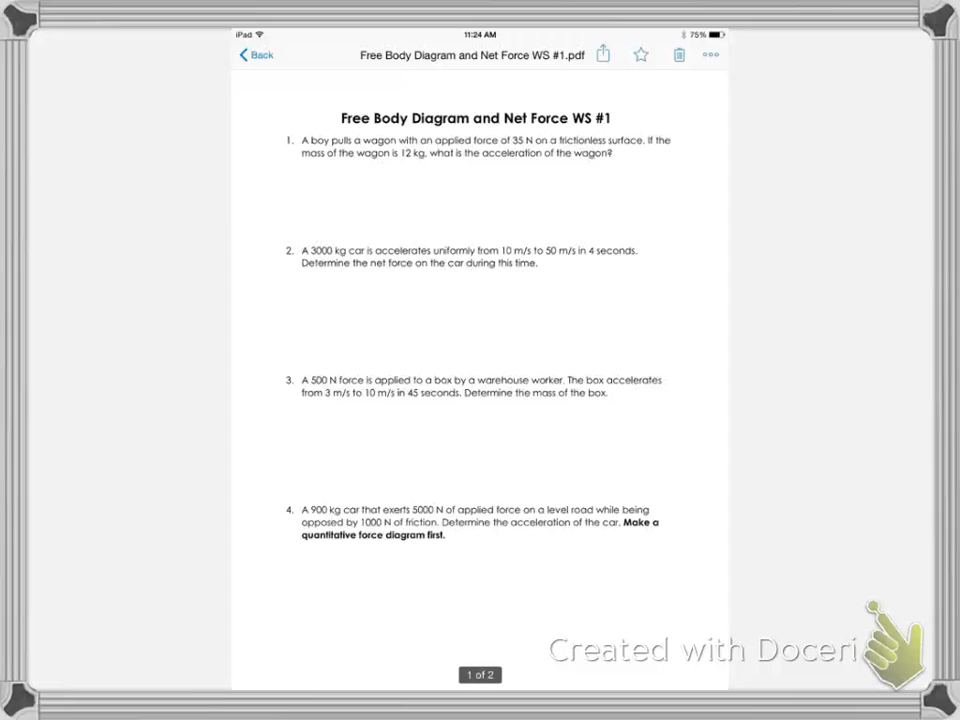 iPad 11:24 AM 75%
Back Free Body Diagram and Net Force WS #1.pdf
Free Body Diagram and Net Force WS #1
1. A boy pulls a wagon with an applied force of 35 N on a frictionless surface. If the
mass of the wagon is 12 kg, what is the acceleration of the wagon?
2. A 3000 kg car is accelerates uniformly from 10 m/s to 50 m/s in 4 seconds.
Determine the net force on the car during this time.
3. A 500 N force is applied to a box by a warehouse worker. The box accelerates
from 3 m/s to 10 m/s in 45 seconds. Determine the mass of the box.
4. A 900 kg car that exerts 5000 N of applied force on a level road while being
opposed by 1000 N of friction. Determine the acceleration of the car. Make a
quantitative force diagram first.
Created with Doceri
1 of 2